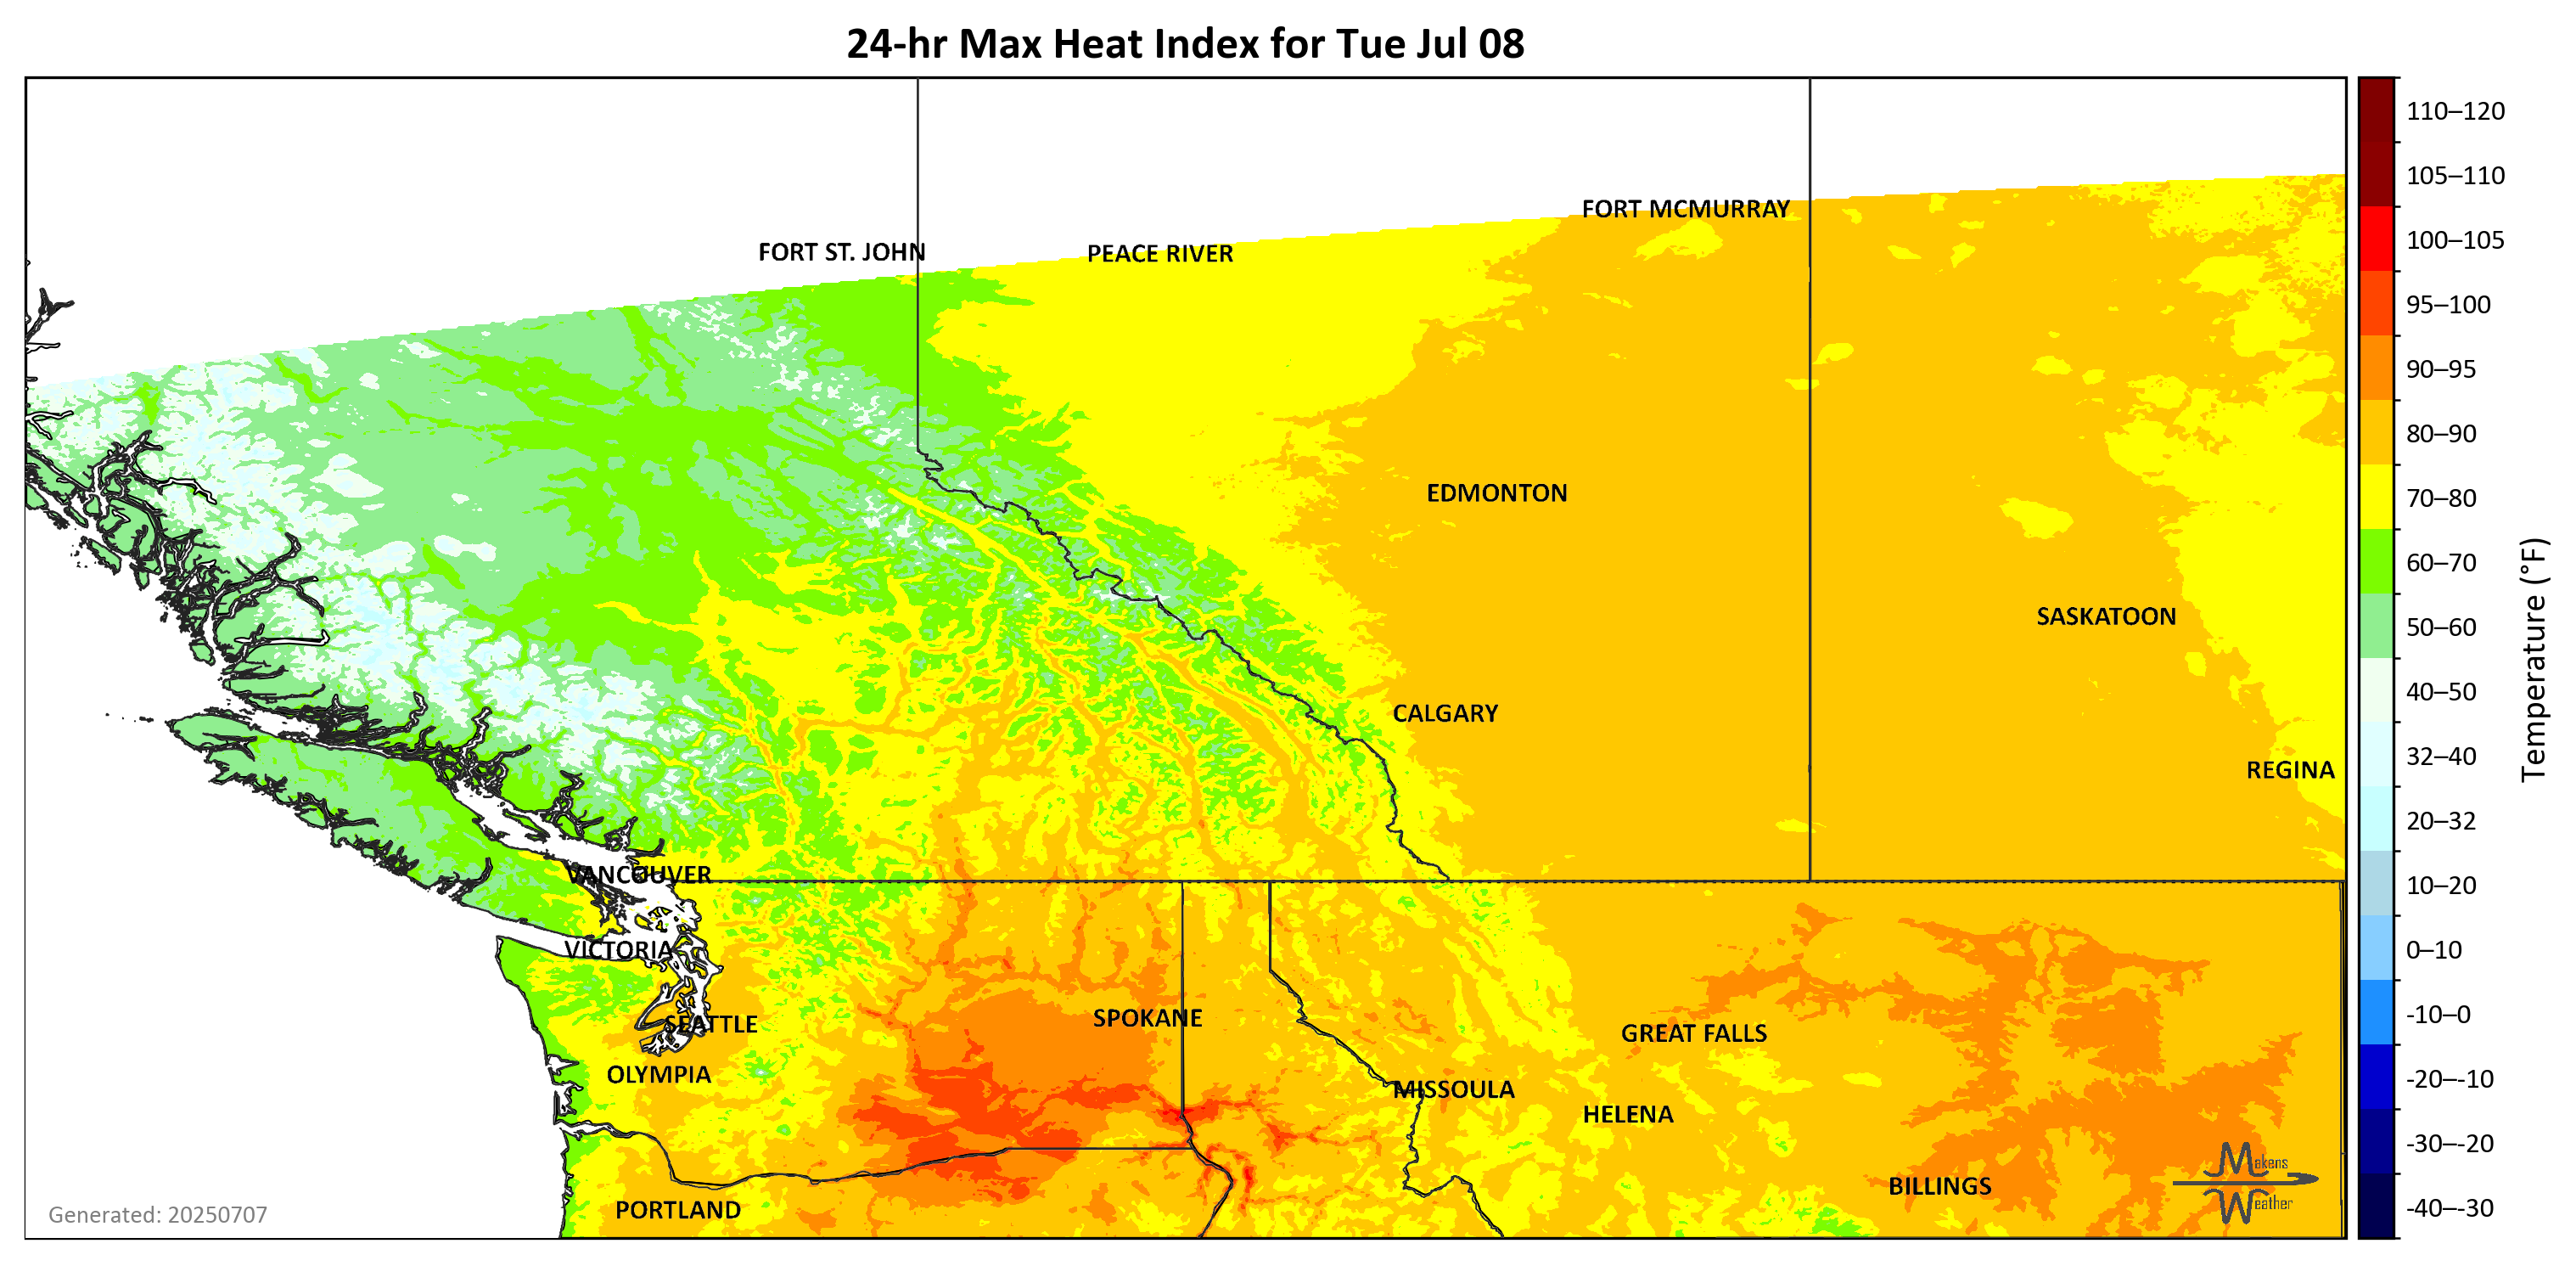 24-hr Max Heat Index for Tue Jul 08
FORT MCMURRAY
FORT ST. JOHN
PEACE RIVER
EDMONTON
SASKATOON
CALGARY
REGINA
VANCOUVER
VICTORIA
SPOKANE
SEATTLE
GREAT FALLS
OLYMPIA
MISSOULA
HELENA
BILLINGS
PORTLAND
Makens
Weather
Generated: 20250707
110–120
105–110
100–105
95–100
90–95
80–90
70–80
60–70
50–60
40–50
32–40
20–32
10–20
0–10
-10–0
-20–-10
-30–-20
-40–-30
Temperature (°F)